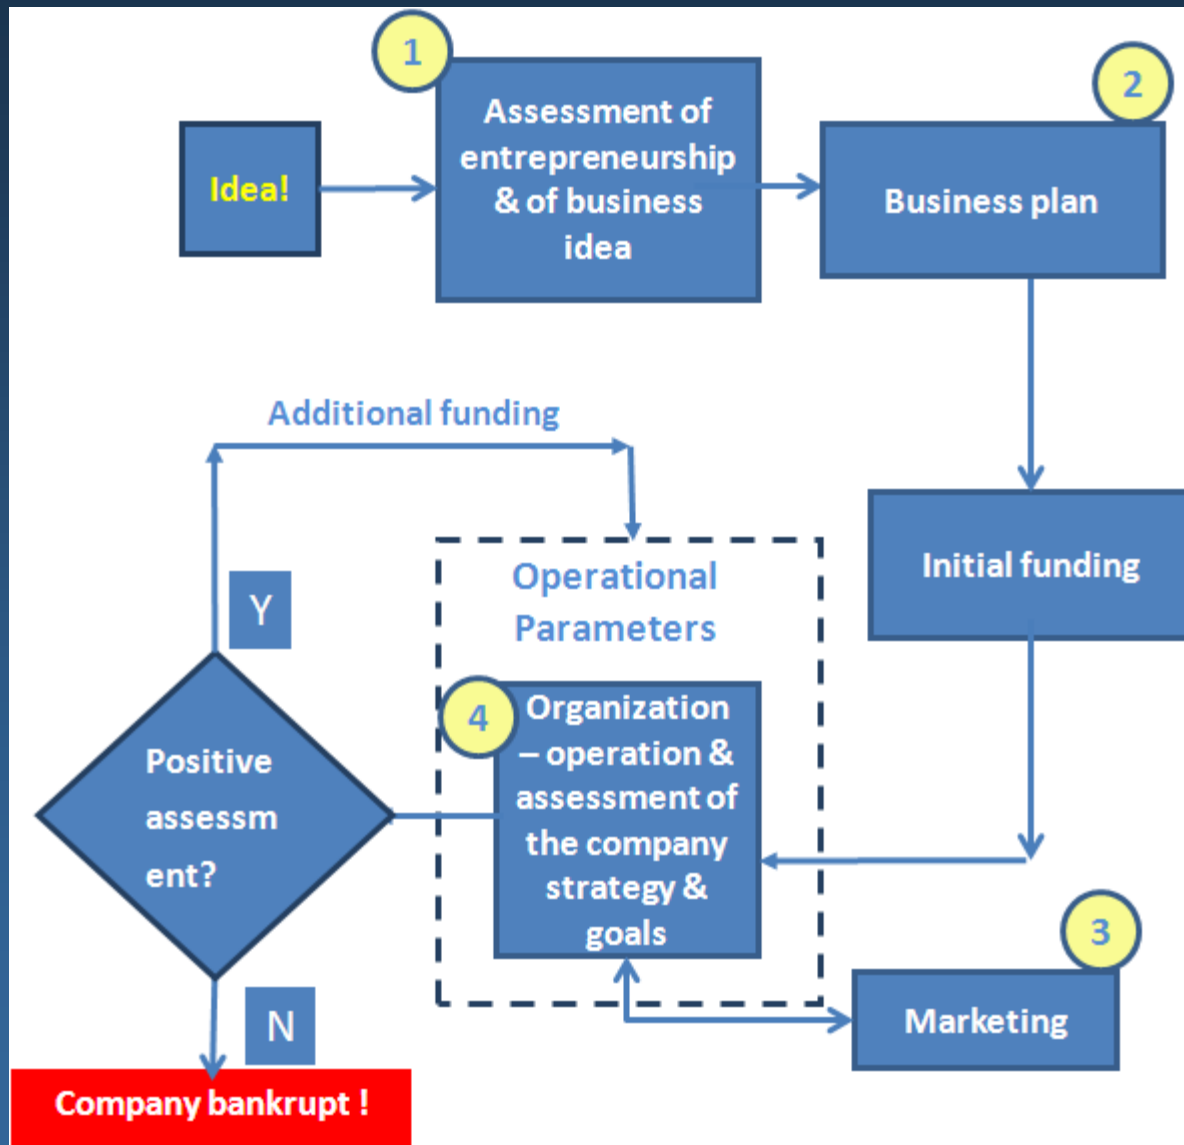 1
Assessment of
entrepreneurship
& of business
idea
2
Idea!
Business plan
Additional funding
Initial funding
Operational
Parameters
Y
4
Organization
– operation &
assessment of
the company
strategy &
goals
Positive
assessm
ent?
3
Marketing
N
Company bankrupt !